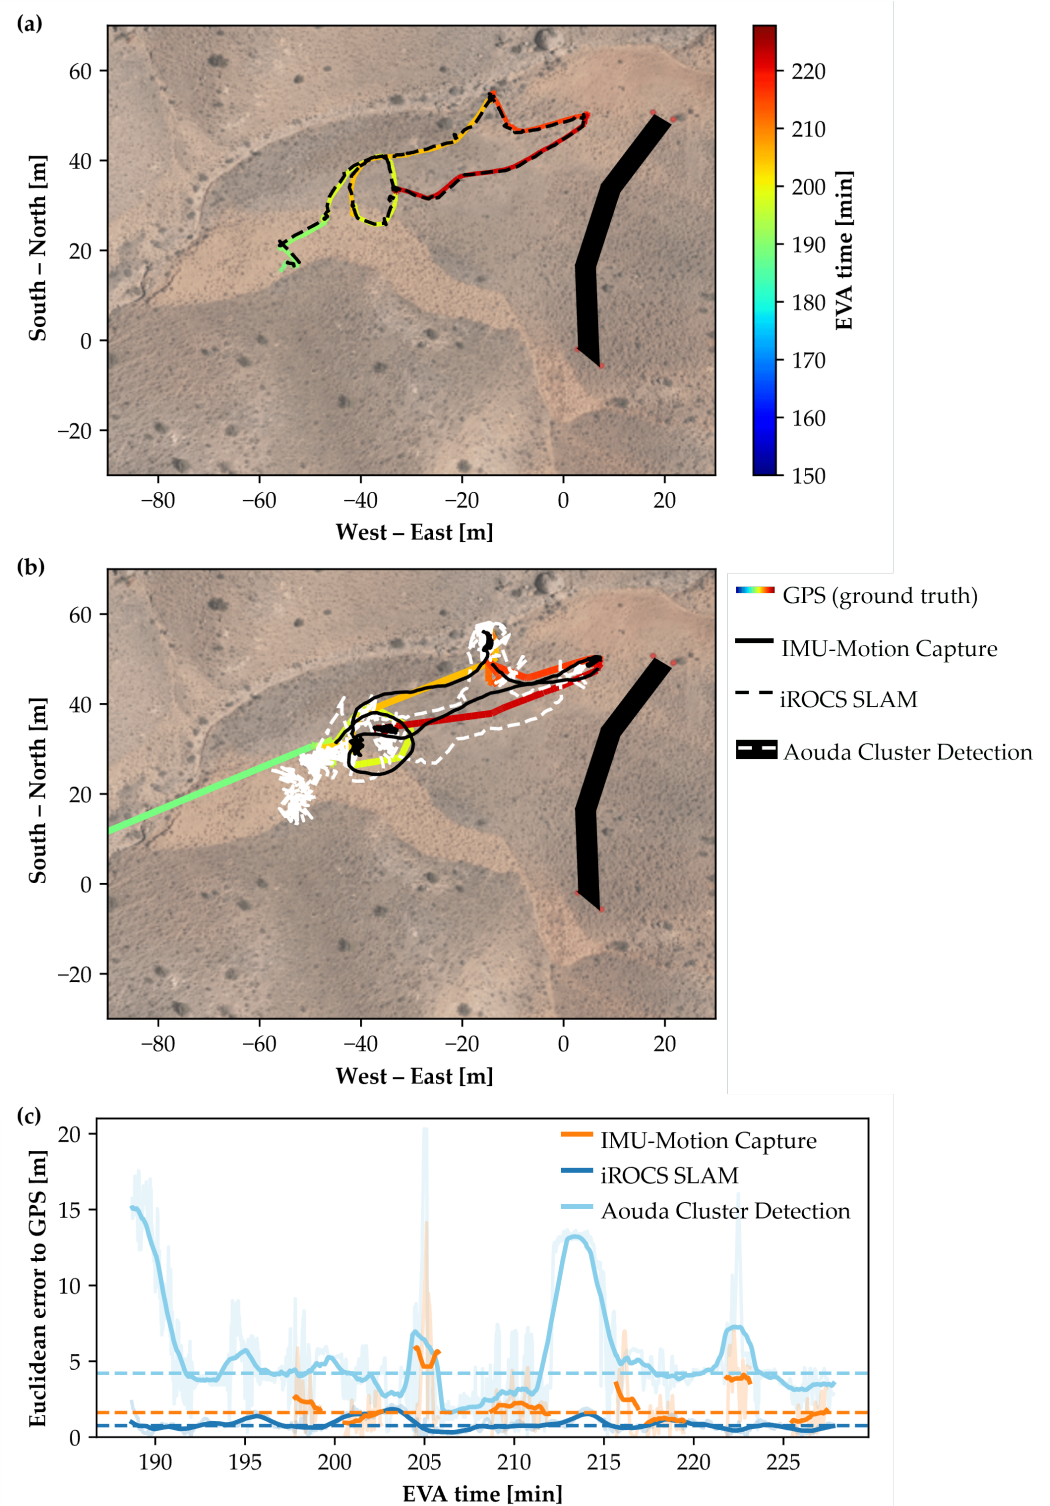 (a)
60
40
20
0
−20
South – North [m]
−80
−60
−40
−20
0
20
West – East [m]
220
210
200
190
180
170
160
150
EVA time [min]
(b)
60
40
20
0
−20
South – North [m]
−80
−60
−40
−20
0
20
West – East [m]
GPS (ground truth)
IMU-Motion Capture
iROCS SLAM
Aouda Cluster Detection
(c)
20
15
10
5
0
Euclidean error to GPS [m]
IMU-Motion Capture
iROCS SLAM
Aouda Cluster Detection
190
195
200
205
210
215
220
225
EVA time [min]